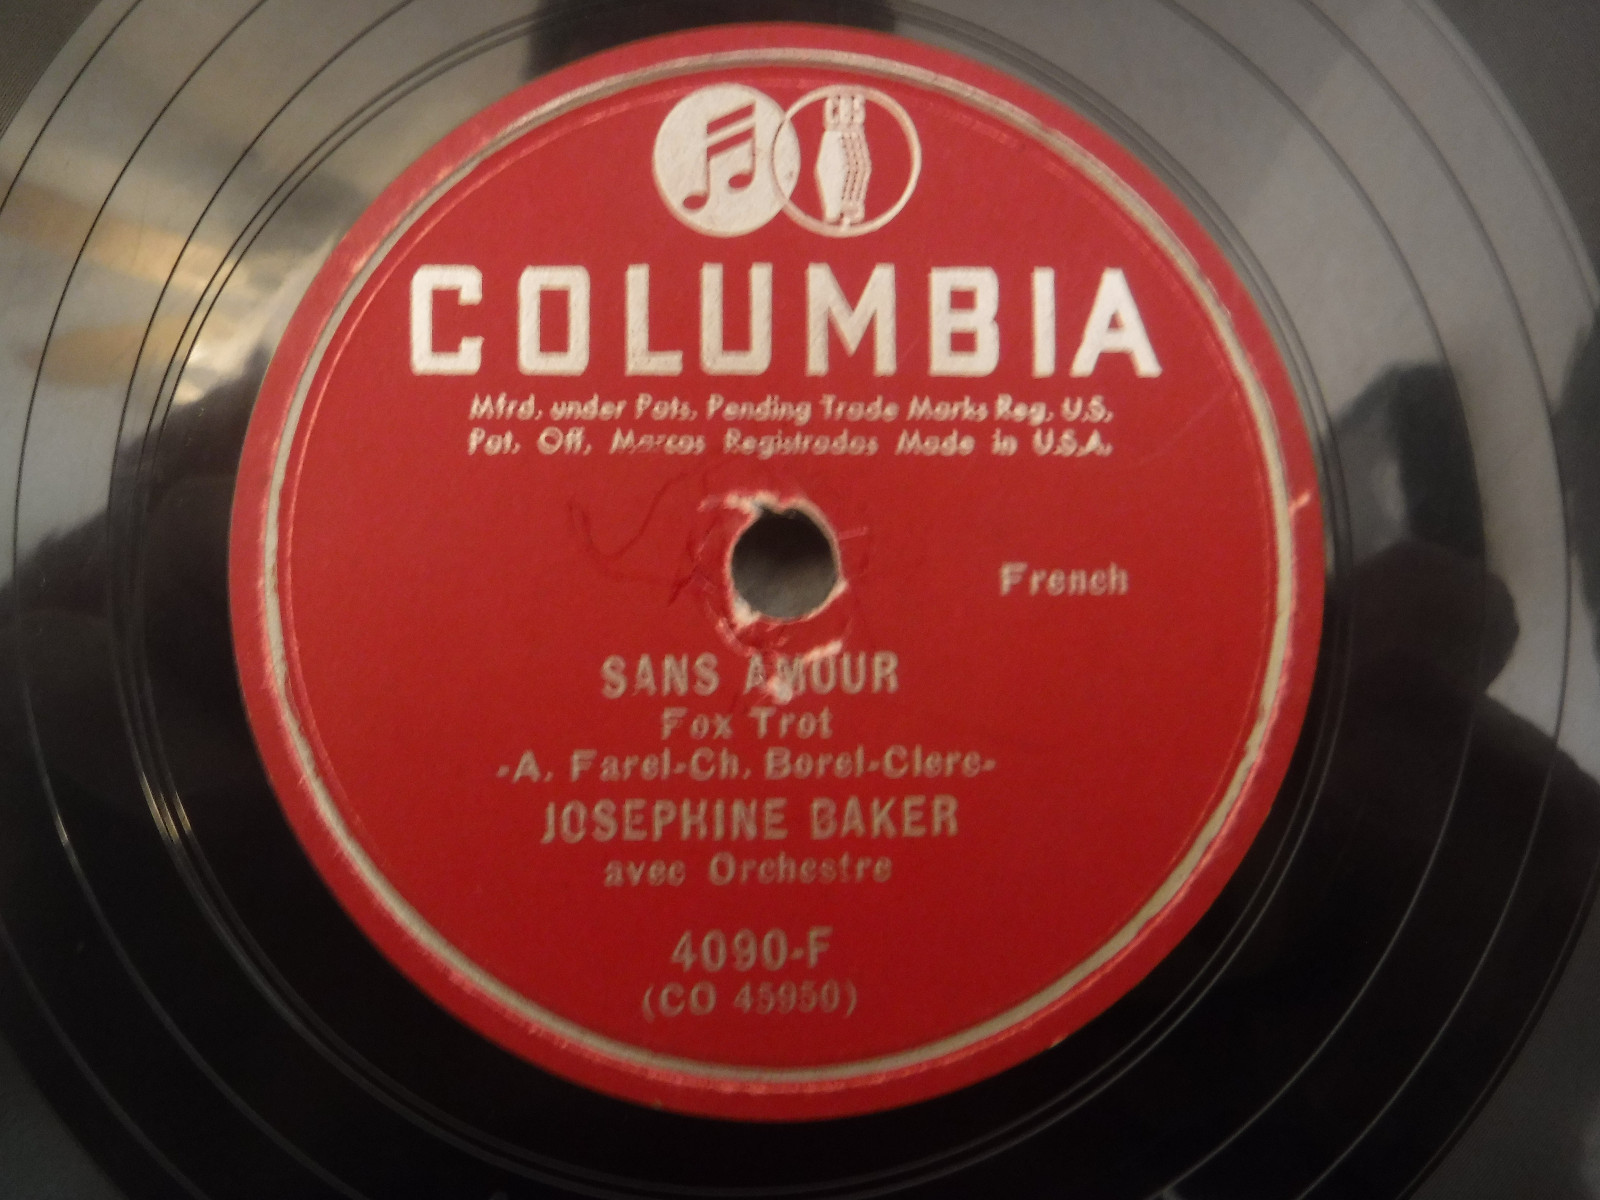 CBS
COLUMBIA
Mfrd. under Pats. Pending Trade Marks Reg. U.S.
Pat. Off. Marcas Registradas Made in U.S.A.
French
SANS AMOUR
Fox Trot
-A. Farel-Ch. Borel-Clerc-
JOSEPHINE BAKER
avec Orchestre
4090-F
(CO 45950)